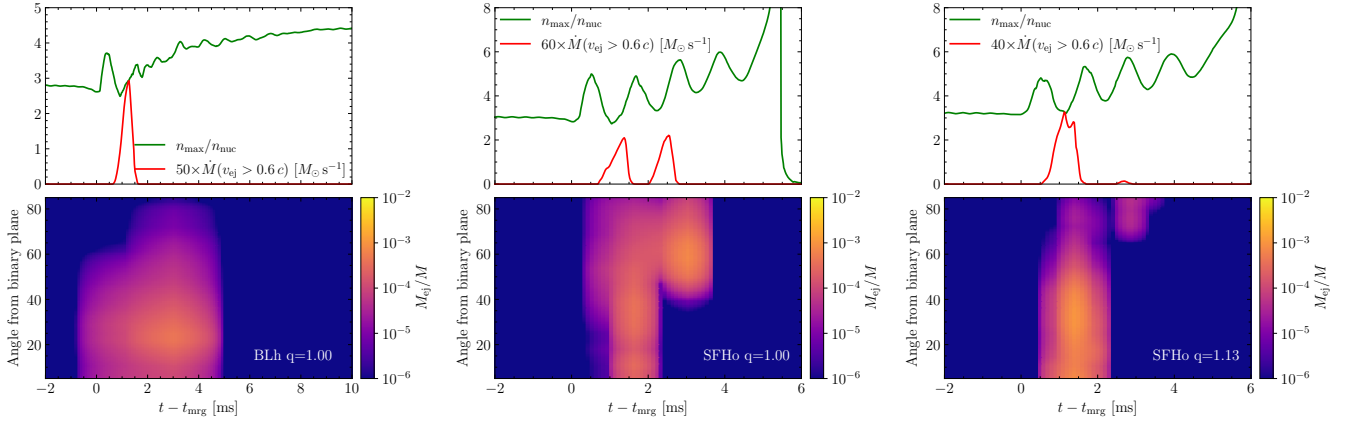 5
4
3
2
1
0
n_max/n_nuc
50×Ṁ(v_ej > 0.6 c) [M_⊙ s⁻¹]
Angle from binary plane
80
60
40
20
BLh q=1.00
−2 0 2 4 6 8 10
t − t_mrg [ms]
10⁻²
10⁻³
10⁻⁴
10⁻⁵
10⁻⁶
M_ej/M
8
6
4
2
0
n_max/n_nuc
60×Ṁ(v_ej > 0.6 c) [M_⊙ s⁻¹]
Angle from binary plane
80
60
40
20
SFHo q=1.00
−2 0 2 4 6
t − t_mrg [ms]
10⁻²
10⁻³
10⁻⁴
10⁻⁵
10⁻⁶
M_ej/M
8
6
4
2
0
n_max/n_nuc
40×Ṁ(v_ej > 0.6 c) [M_⊙ s⁻¹]
Angle from binary plane
80
60
40
20
SFHo q=1.13
−2 0 2 4 6
t − t_mrg [ms]
10⁻²
10⁻³
10⁻⁴
10⁻⁵
10⁻⁶
M_ej/M